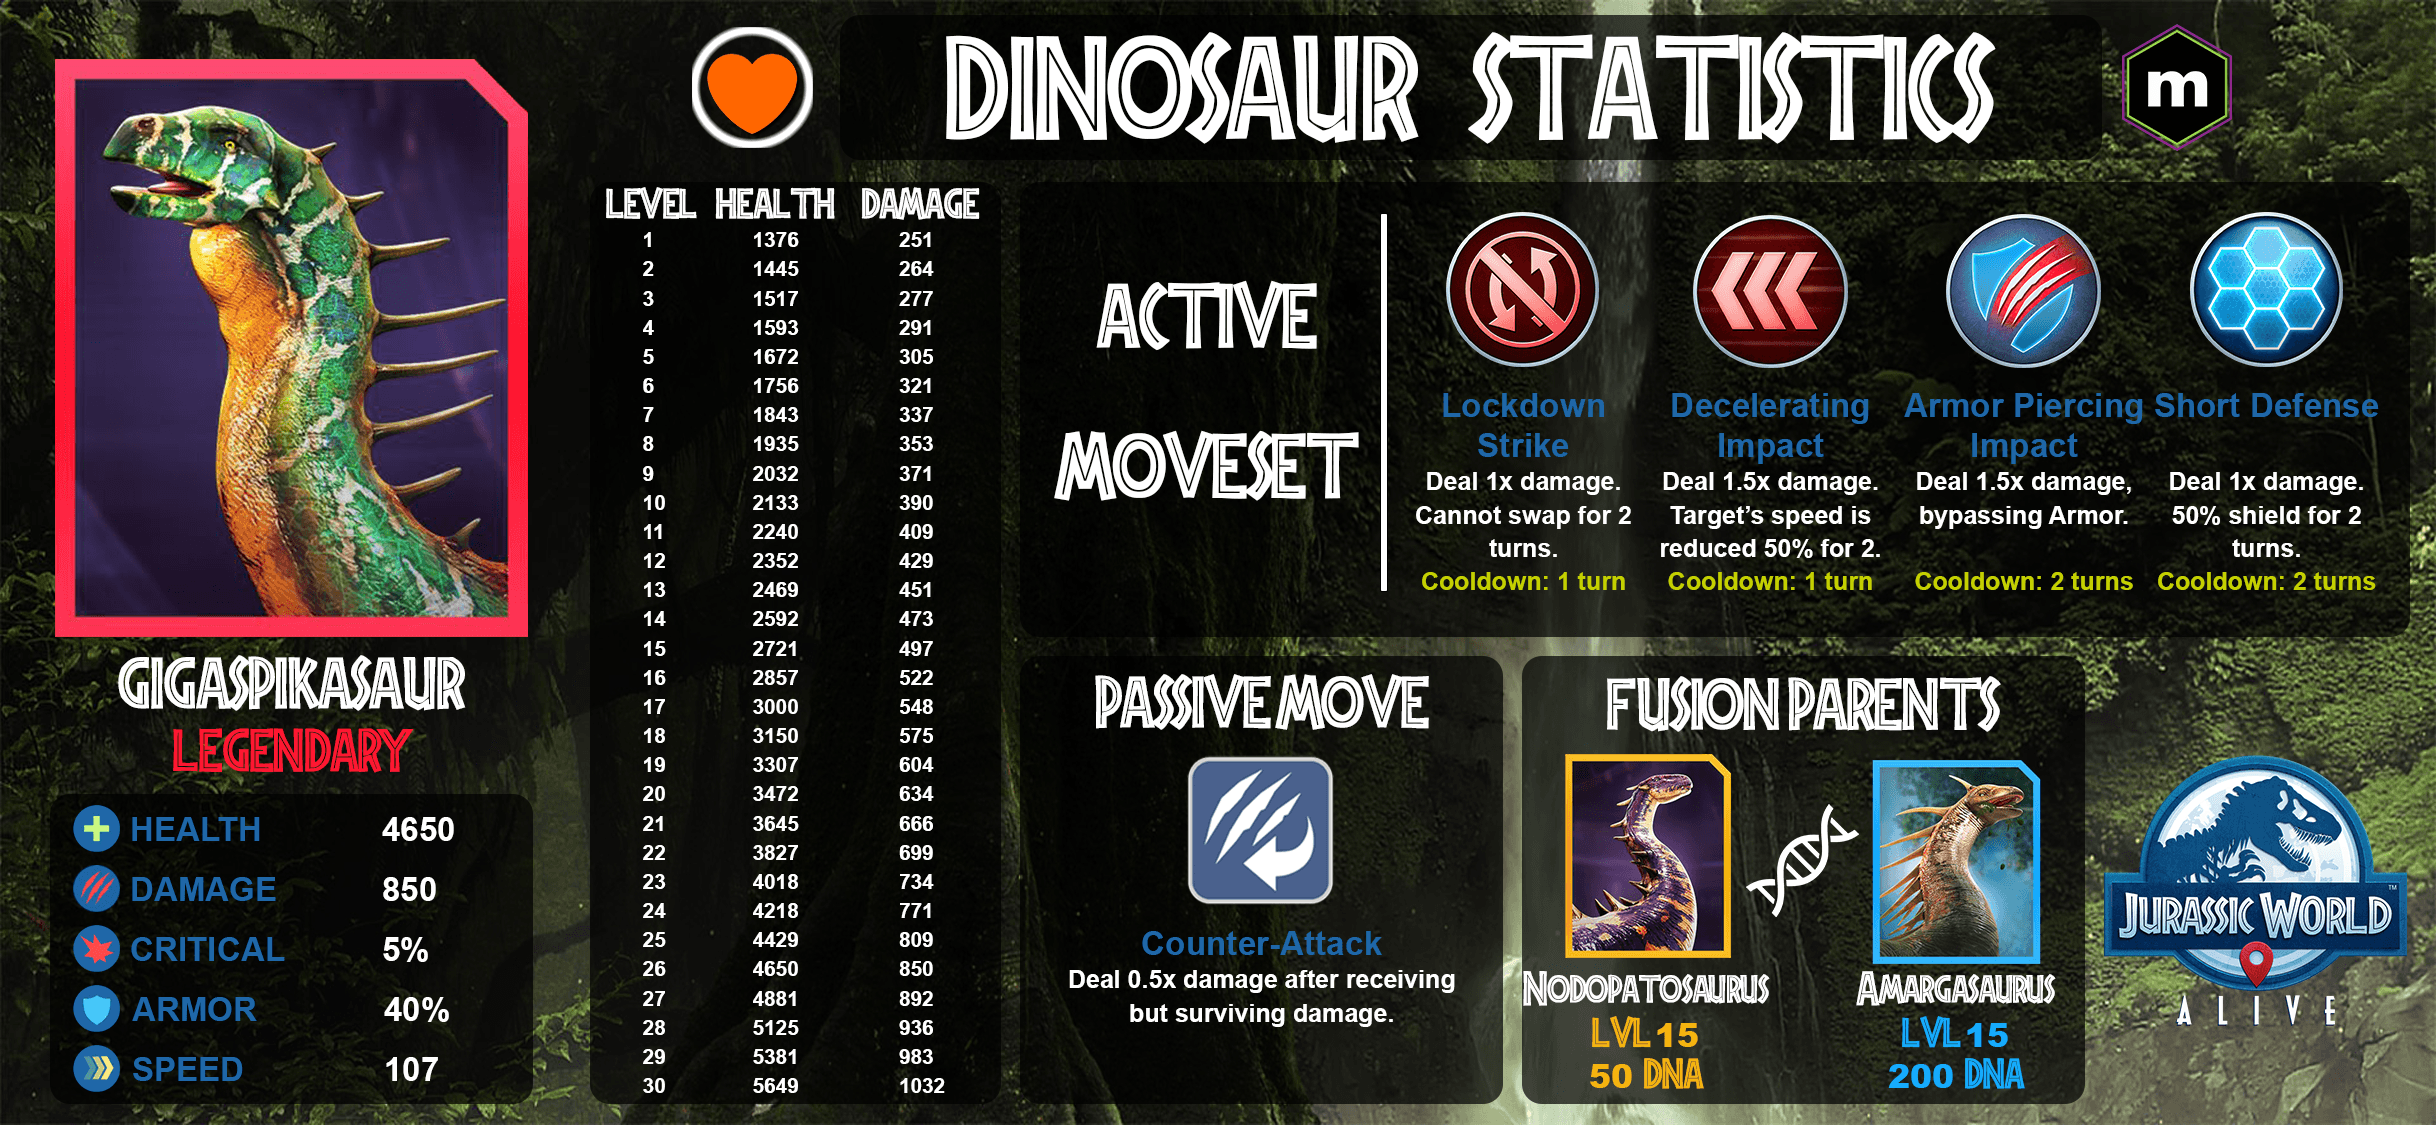 DINOSAUR STATISTICS
m
GIGASPIKASAUR
LEGENDARY
HEALTH 4650
DAMAGE 850
CRITICAL 5%
ARMOR 40%
SPEED 107
LEVEL HEALTH DAMAGE
1 1376 251
2 1445 264
3 1517 277
4 1593 291
5 1672 305
6 1756 321
7 1843 337
8 1935 353
9 2032 371
10 2133 390
11 2240 409
12 2352 429
13 2469 451
14 2592 473
15 2721 497
16 2857 522
17 3000 548
18 3150 575
19 3307 604
20 3472 634
21 3645 666
22 3827 699
23 4018 734
24 4218 771
25 4429 809
26 4650 850
27 4881 892
28 5125 936
29 5381 983
30 5649 1032
ACTIVE
MOVESET
Lockdown
Strike
Deal 1x damage.
Cannot swap for 2
turns.
Cooldown: 1 turn
Decelerating
Impact
Deal 1.5x damage.
Target's speed is
reduced 50% for 2.
Cooldown: 1 turn
Armor Piercing
Impact
Deal 1.5x damage,
bypassing Armor.
Cooldown: 2 turns
Short Defense
Deal 1x damage.
50% shield for 2
turns.
Cooldown: 2 turns
PASSIVE MOVE
Counter-Attack
Deal 0.5x damage after receiving
but surviving damage.
FUSION PARENTS
NODOPATOSAURUS
LVL 15
50 DNA
AMARGASAURUS
LVL 15
200 DNA
JURASSIC WORLD
TM
ALIVE